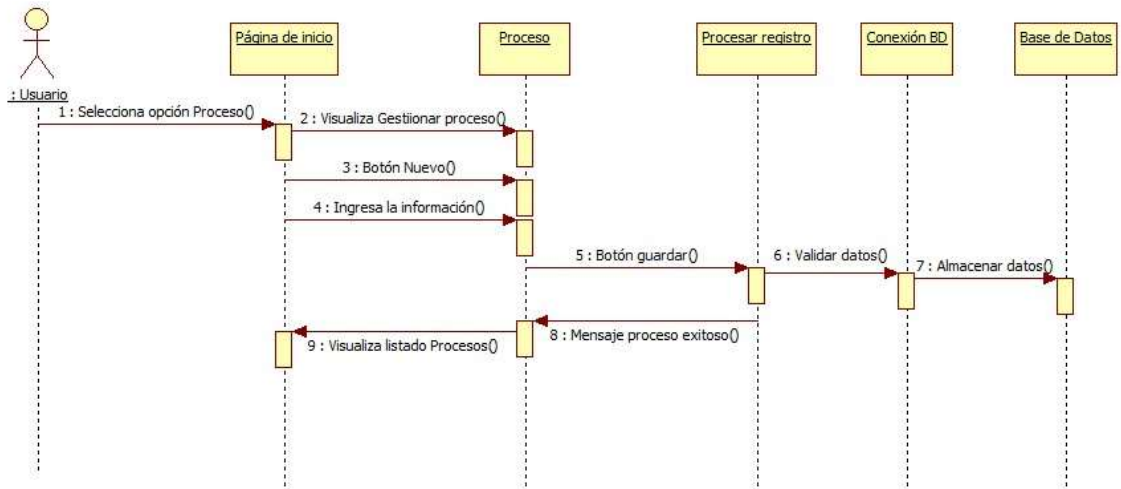 Página de inicio
Proceso
Procesar registro
Conexión BD
Base de Datos
: Usuario
1 : Selecciona opción Proceso()
2 : Visualiza Gestiionar proceso()
3 : Botón Nuevo()
4 : Ingresa la información()
5 : Botón guardar()
6 : Validar datos()
7 : Almacenar datos()
8 : Mensaje proceso exitoso()
9 : Visualiza listado Procesos()